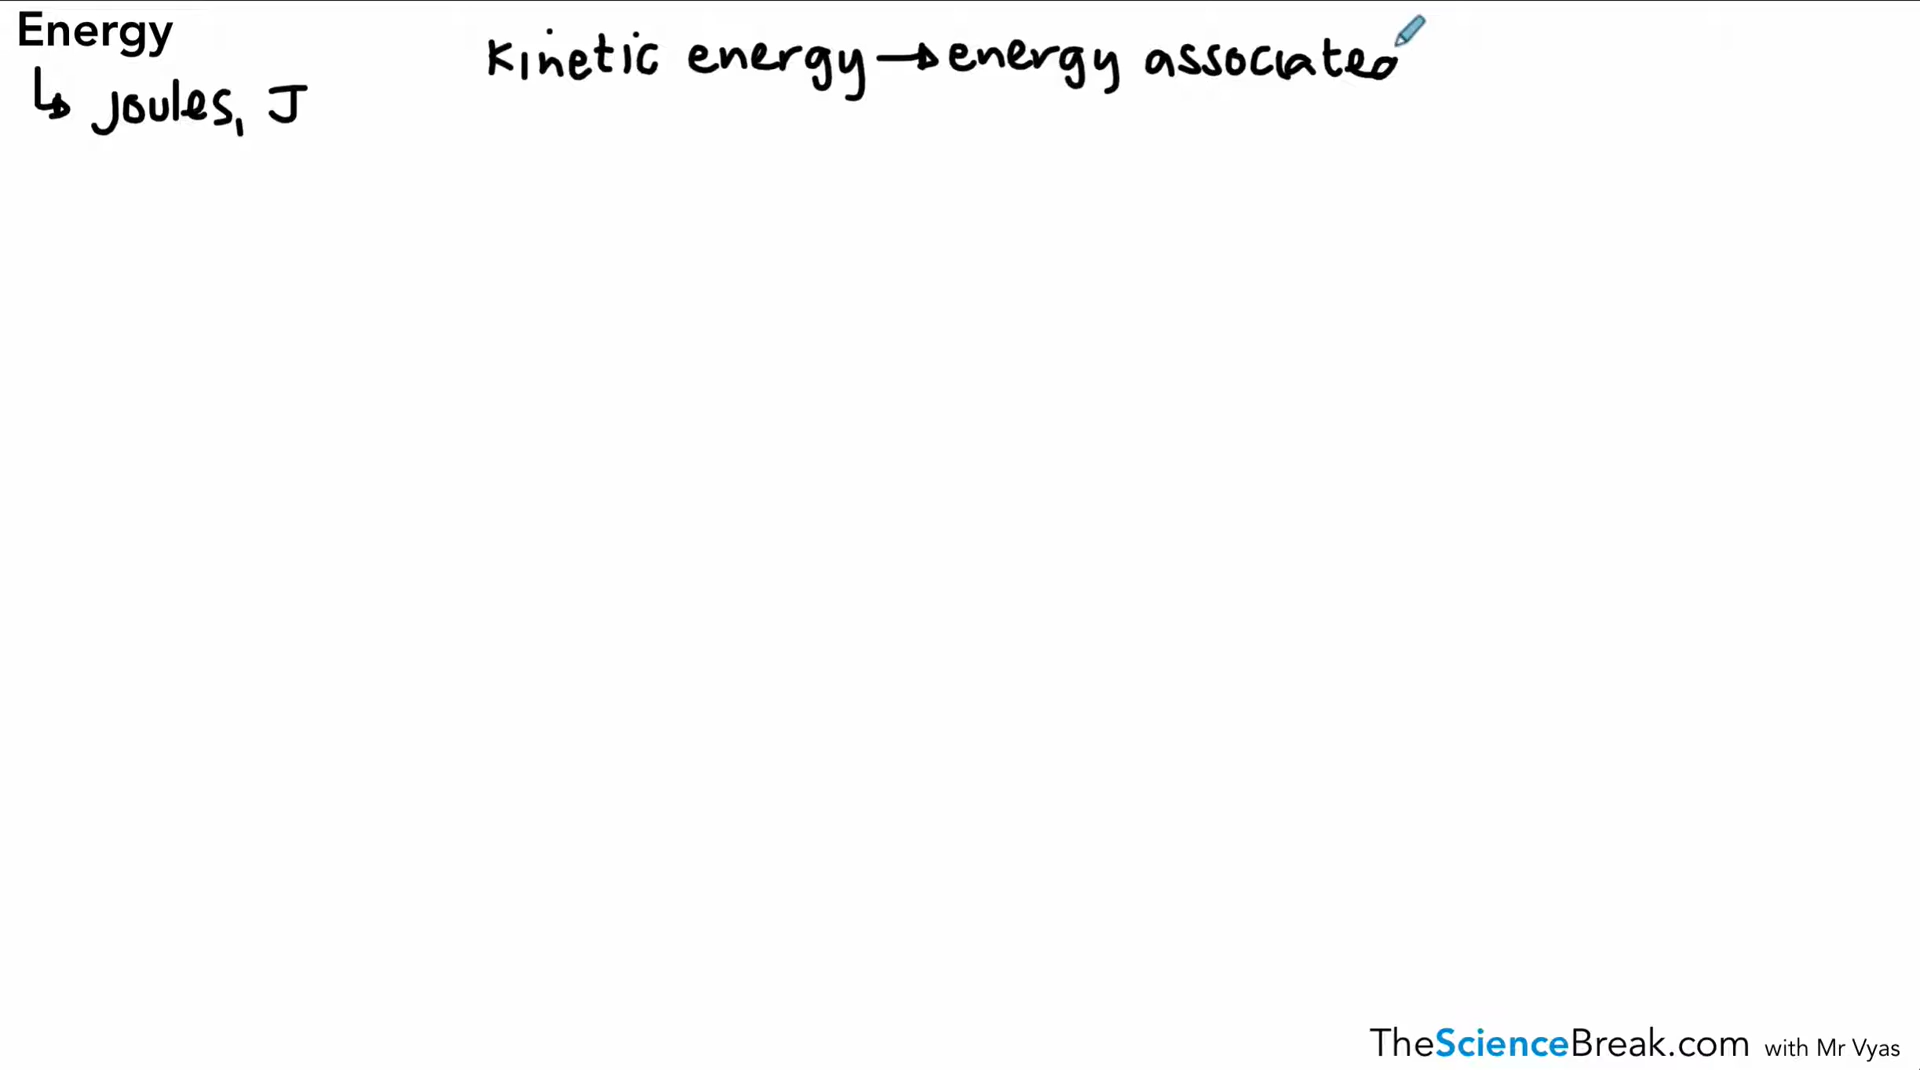 Energy
↳ Joules, J
Kinetic energy → energy associated
TheScienceBreak.com with Mr Vyas